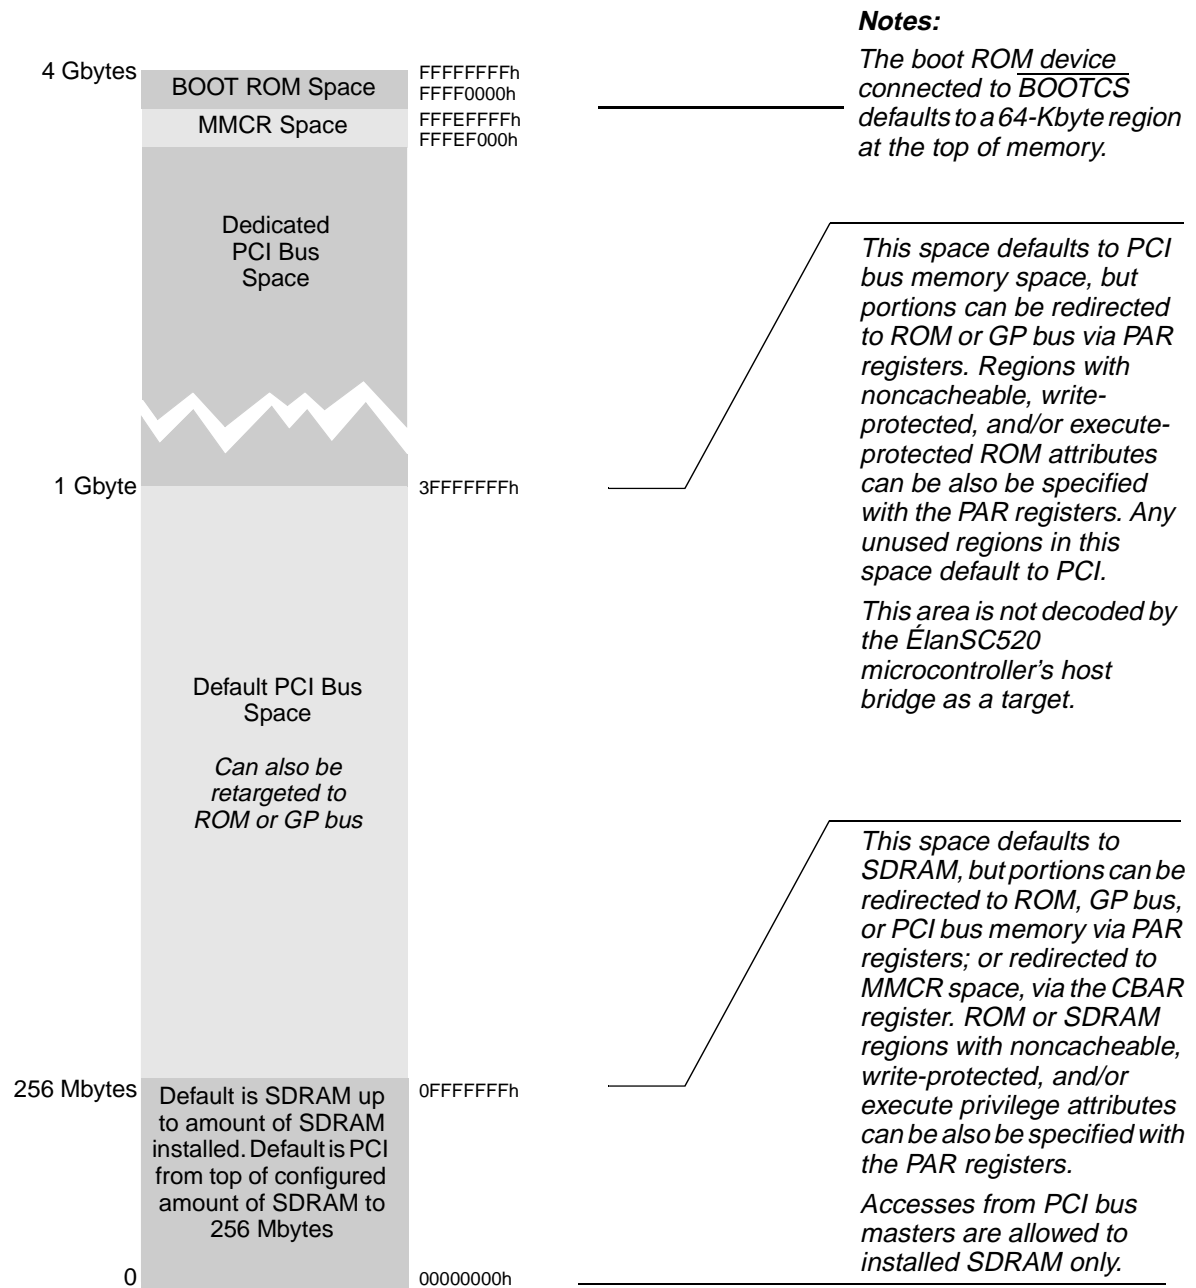 Notes:
4 Gbytes
BOOT ROM Space
FFFFFFFFh
FFFF0000h
MMCR Space
FFFEFFFFh
FFFEF000h
The boot ROM device
connected to BOOTCS
defaults to a 64-Kbyte region
at the top of memory.
Dedicated
PCI Bus
Space
This space defaults to PCI
bus memory space, but
portions can be redirected
to ROM or GP bus via PAR
registers. Regions with
noncacheable, write-
protected, and/or execute-
protected ROM attributes
can be also be specified
with the PAR registers. Any
unused regions in this
space default to PCI.
This area is not decoded by
the ÉlanSC520
microcontroller's host
bridge as a target.
1 Gbyte
3FFFFFFFh
Default PCI Bus
Space
Can also be
retargeted to
ROM or GP bus
This space defaults to
SDRAM, but portions can be
redirected to ROM, GP bus,
or PCI bus memory via PAR
registers; or redirected to
MMCR space, via the CBAR
register. ROM or SDRAM
regions with noncacheable,
write-protected, and/or
execute privilege attributes
can be also be specified with
the PAR registers.
Accesses from PCI bus
masters are allowed to
installed SDRAM only.
256 Mbytes
0FFFFFFFh
Default is SDRAM up
to amount of SDRAM
installed. Default is PCI
from top of configured
amount of SDRAM to
256 Mbytes
0
00000000h